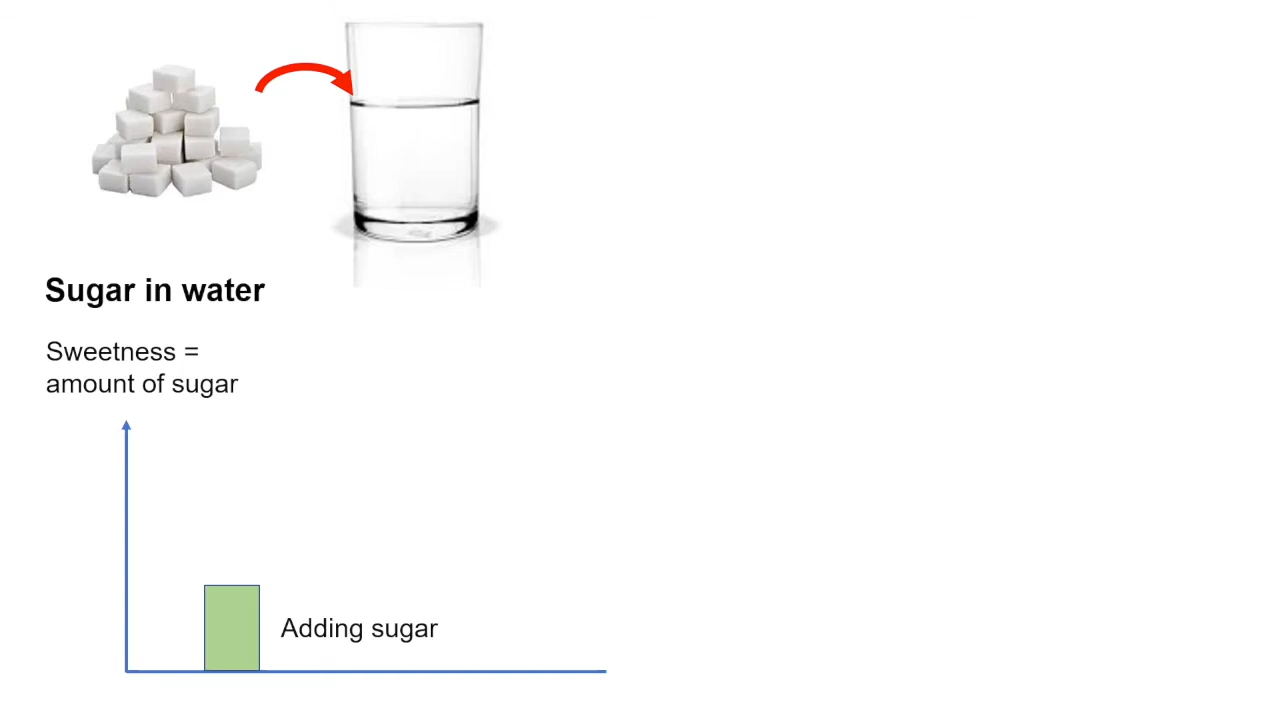 Sugar in water
Sweetness =
amount of sugar
Adding sugar